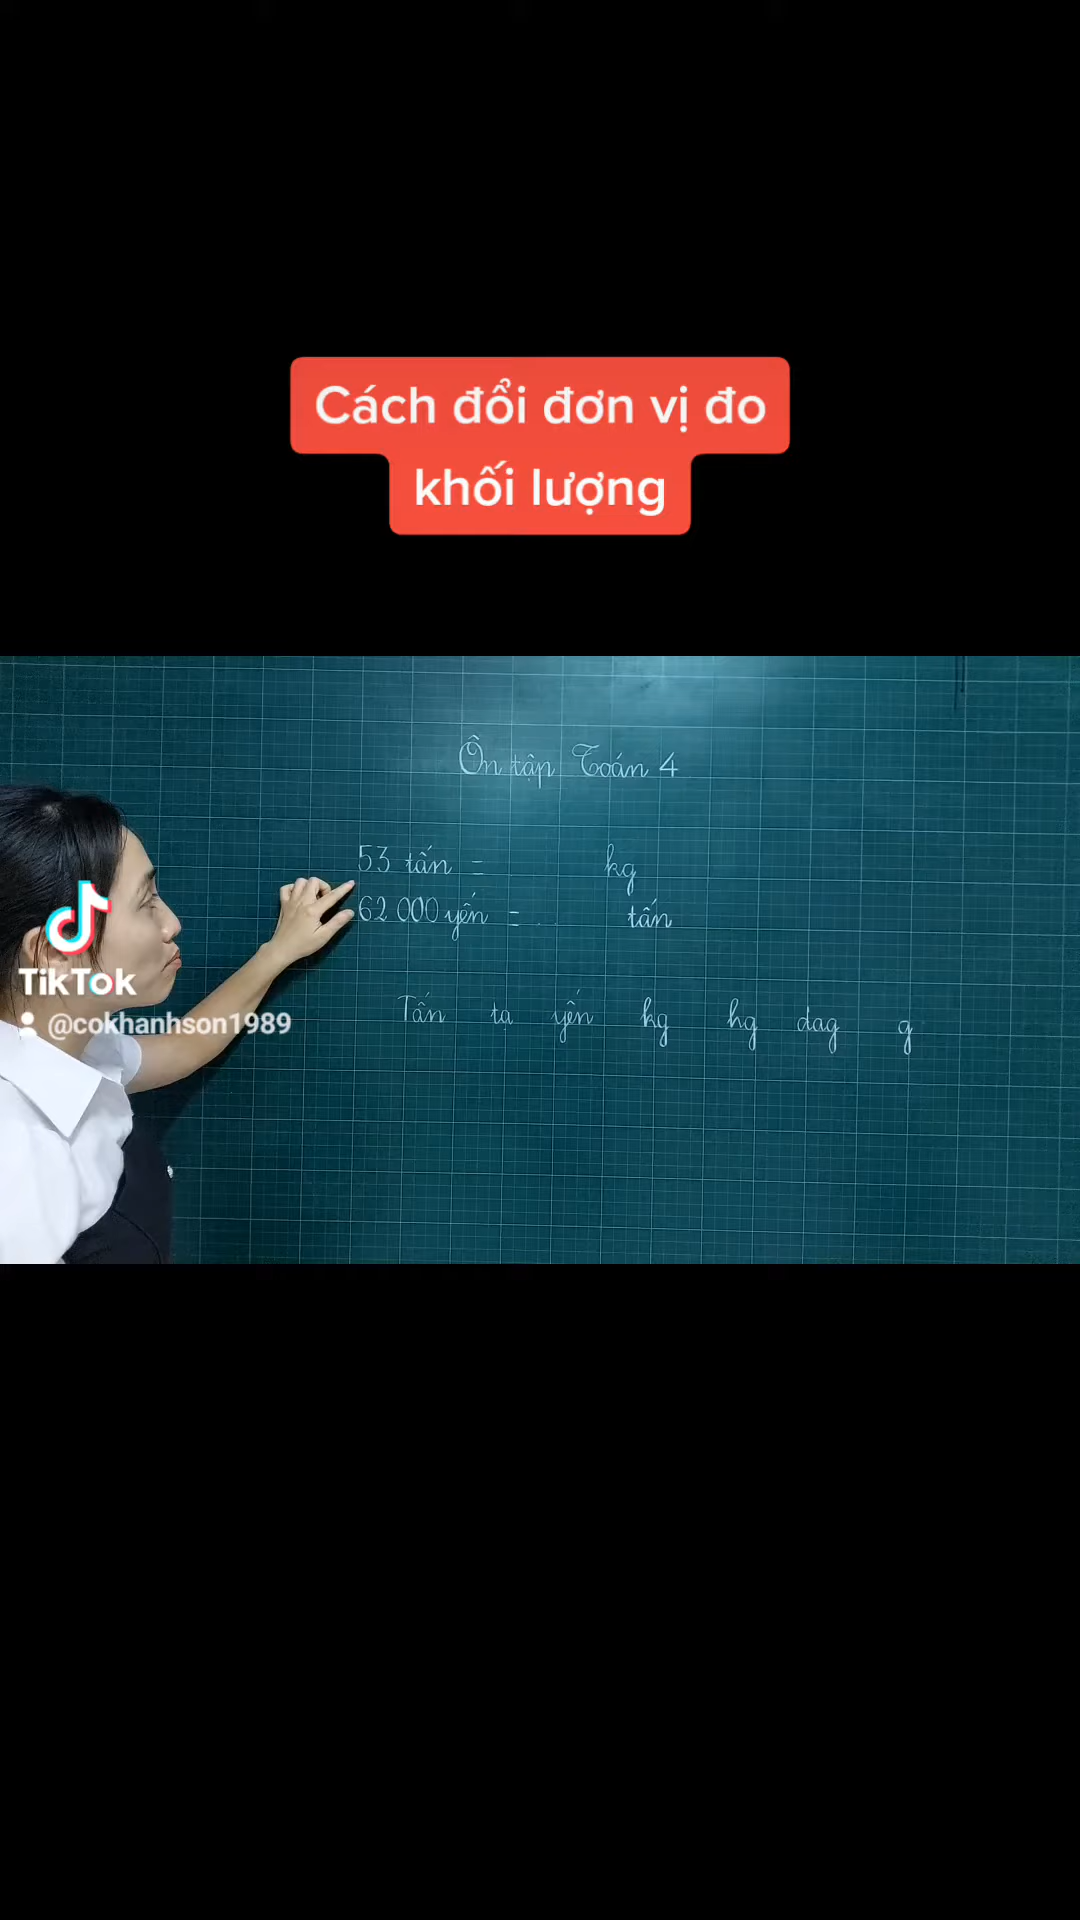 Cách đổi đơn vị đo
khối lượng
Ôn tập Toán 4
53 tấn = kg
62 000 yến = .. tấn
Tấn tạ yến kg hg dag g
TikTok
@cokhanhson1989